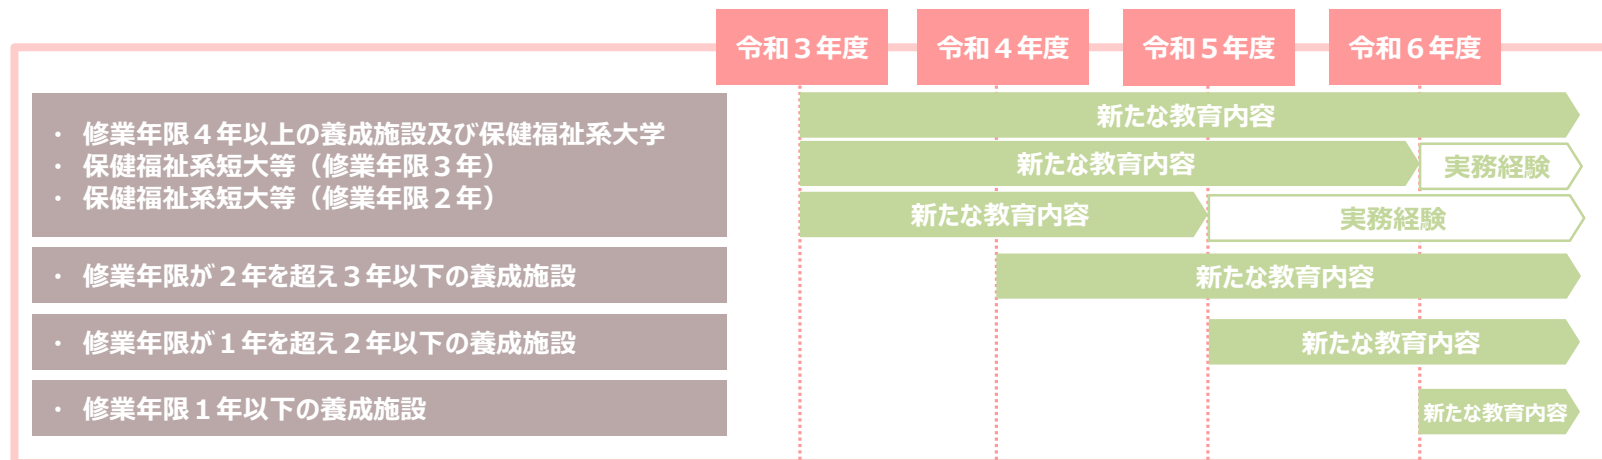 令和３年度
令和４年度
令和５年度
令和６年度
・ 修業年限４年以上の養成施設及び保健福祉系大学
・ 保健福祉系短大等（修業年限３年）
・ 保健福祉系短大等（修業年限２年）
新たな教育内容
新たな教育内容
実務経験
新たな教育内容
実務経験
・ 修業年限が２年を超え３年以下の養成施設
新たな教育内容
・ 修業年限が１年を超え２年以下の養成施設
新たな教育内容
・ 修業年限１年以下の養成施設
新たな教育内容